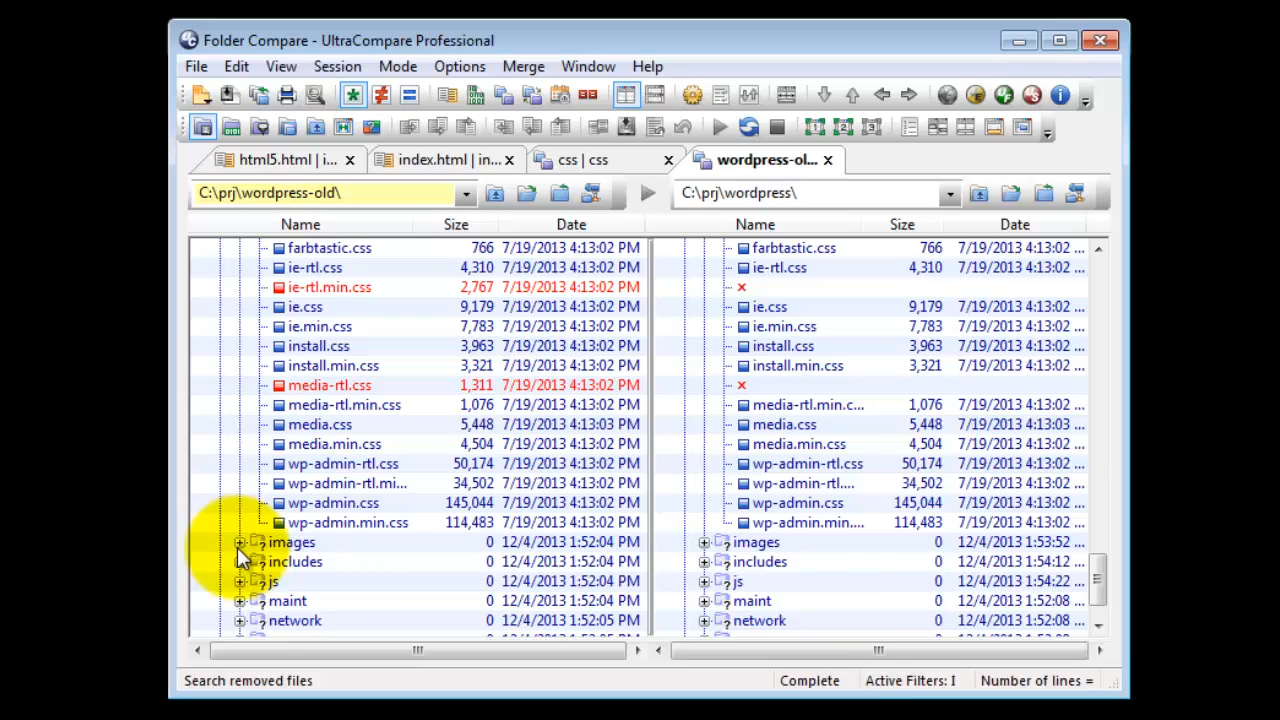 Folder Compare - UltraCompare Professional
File Edit View Session Mode Options Merge Window Help
html5.html | i... index.html | in... css | css wordpress-ol...
C:\prj\wordpress-old\ C:\prj\wordpress\
Name Size Date Name Size Date
farbtastic.css 766 7/19/2013 4:13:02 PM farbtastic.css 766 7/19/2013 4:13:02 ...
ie-rtl.css 4,310 7/19/2013 4:13:02 PM ie-rtl.css 4,310 7/19/2013 4:13:02 ...
ie-rtl.min.css 2,767 7/19/2013 4:13:02 PM
ie.css 9,179 7/19/2013 4:13:02 PM ie.css 9,179 7/19/2013 4:13:02 ...
ie.min.css 7,783 7/19/2013 4:13:02 PM ie.min.css 7,783 7/19/2013 4:13:02 ...
install.css 3,963 7/19/2013 4:13:02 PM install.css 3,963 7/19/2013 4:13:02 ...
install.min.css 3,321 7/19/2013 4:13:02 PM install.min.css 3,321 7/19/2013 4:13:02 ...
media-rtl.css 1,311 7/19/2013 4:13:02 PM
media-rtl.min.css 1,076 7/19/2013 4:13:02 PM media-rtl.min.c... 1,076 7/19/2013 4:13:02 ...
media.css 5,448 7/19/2013 4:13:03 PM media.css 5,448 7/19/2013 4:13:03 ...
media.min.css 4,504 7/19/2013 4:13:02 PM media.min.css 4,504 7/19/2013 4:13:02 ...
wp-admin-rtl.css 50,174 7/19/2013 4:13:02 PM wp-admin-rtl.css 50,174 7/19/2013 4:13:02 ...
wp-admin-rtl.mi... 34,502 7/19/2013 4:13:02 PM wp-admin-rtl.... 34,502 7/19/2013 4:13:02 ...
wp-admin.css 145,044 7/19/2013 4:13:02 PM wp-admin.css 145,044 7/19/2013 4:13:02 ...
wp-admin.min.css 114,483 7/19/2013 4:13:02 PM wp-admin.min.... 114,483 7/19/2013 4:13:02 ...
images 0 12/4/2013 1:52:04 PM images 0 12/4/2013 1:53:52 ...
includes 0 12/4/2013 1:52:04 PM includes 0 12/4/2013 1:54:12 ...
js 0 12/4/2013 1:52:04 PM js 0 12/4/2013 1:54:22 ...
maint 0 12/4/2013 1:52:04 PM maint 0 12/4/2013 1:52:08 ...
network 0 12/4/2013 1:52:05 PM network 0 12/4/2013 1:52:08 ...
Search removed files Complete Active Filters: I Number of lines =